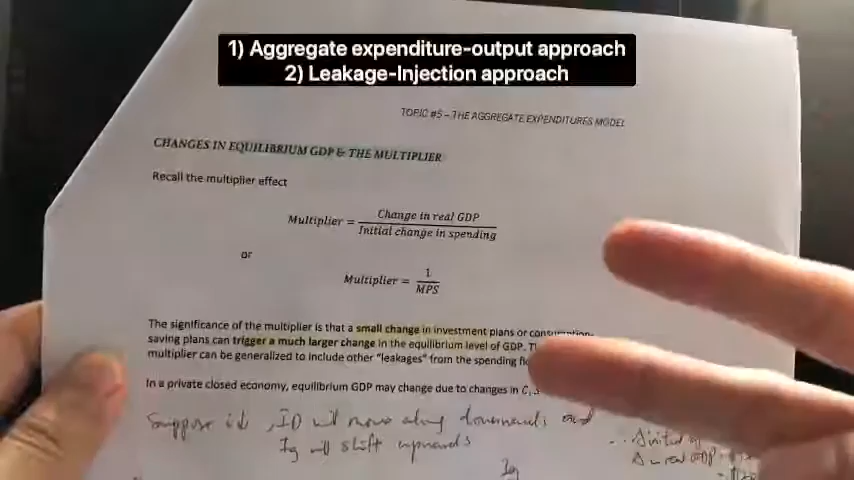 1) Aggregate expenditure-output approach
2) Leakage-Injection approach
TOPIC #5 – THE AGGREGATE EXPENDITURES MODEL
CHANGES IN EQUILIBRIUM GDP & THE MULTIPLIER
Recall the multiplier effect
Multiplier = Change in real GDP / Initial change in spending
or
Multiplier = 1 / MPS
The significance of the multiplier is that a small change in investment plans or consumption-
saving plans can trigger a much larger change in the equilibrium level of GDP.
multiplier can be generalized to include other "leakages" from the spending
In a private closed economy, equilibrium GDP may change due to changes in C,
Suppose , ID will move along downwards and
Ig will shift upwards
Ig